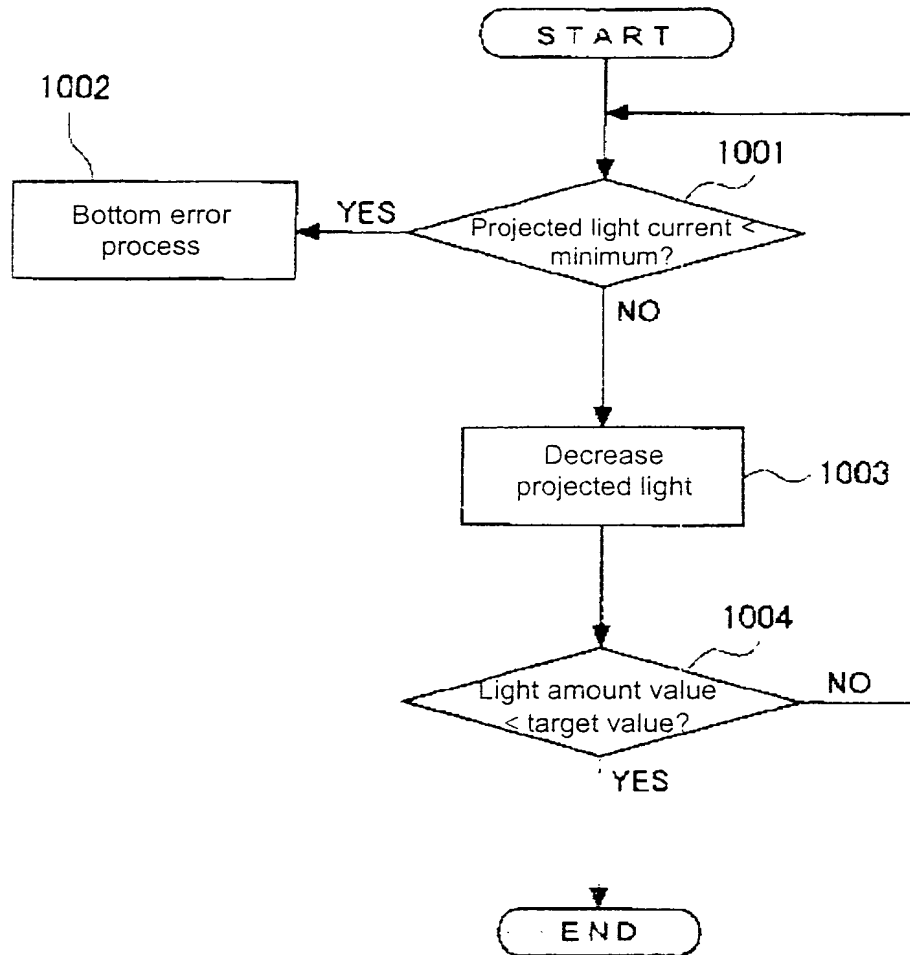 START
1002
1001
YES
Bottom error
process
Projected light current <
minimum?
NO
Decrease
projected light
1003
1004
Light amount value
< target value?
NO
YES
END